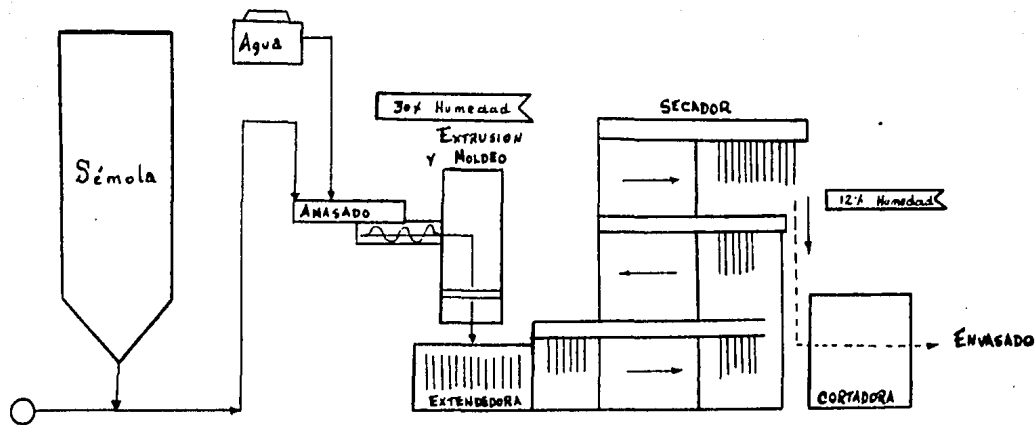 Sémola
Agua
30% Humedad
EXTRUSION
Y MOLDEO
AMASADO
EXTENDEDORA
SECADOR
12% Humedad
CORTADORA
ENVASADO